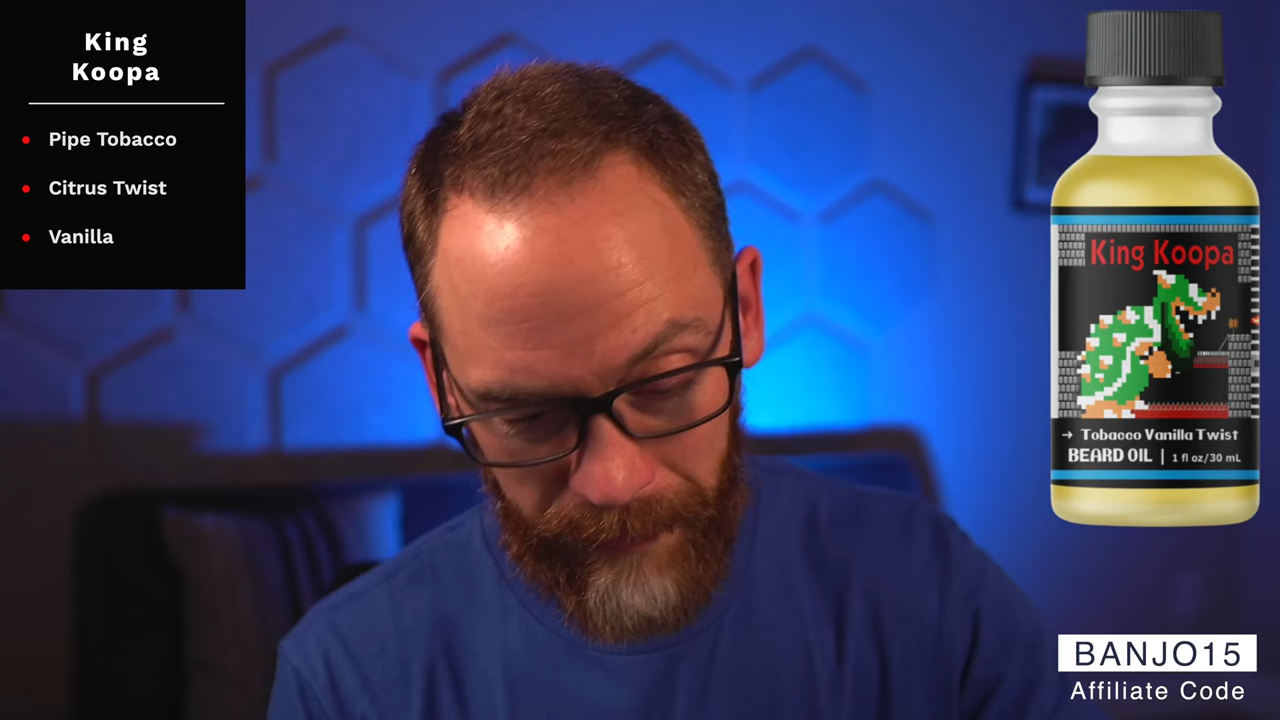 King
Koopa
Pipe Tobacco
Citrus Twist
Vanilla
King Koopa
→ Tobacco Vanilla Twist
BEARD OIL | 1 fl oz/30 mL
BANJO15
Affiliate Code